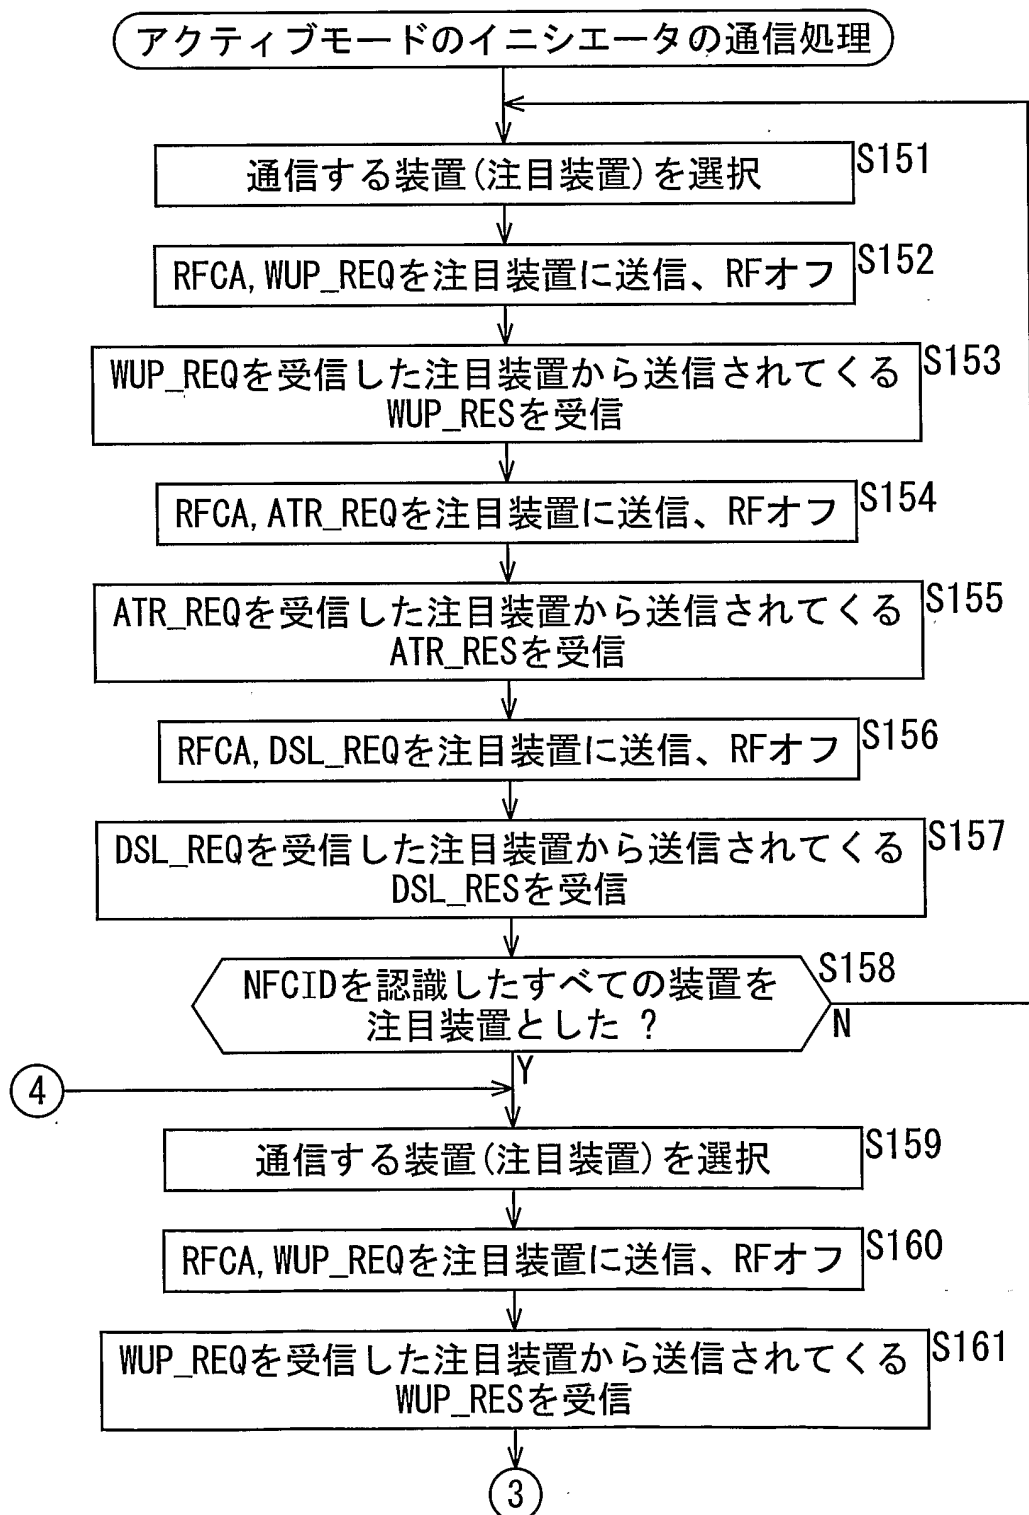 アクティブモードのイニシエータの通信処理
通信する装置(注目装置)を選択
S151
RFCA,WUP_REQを注目装置に送信、RFオフ
S152
WUP_REQを受信した注目装置から送信されてくる
WUP_RESを受信
S153
RFCA,ATR_REQを注目装置に送信、RFオフ
S154
ATR_REQを受信した注目装置から送信されてくる
ATR_RESを受信
S155
RFCA,DSL_REQを注目装置に送信、RFオフ
S156
DSL_REQを受信した注目装置から送信されてくる
DSL_RESを受信
S157
NFCIDを認識したすべての装置を
注目装置とした ?
S158
N
Y
4
通信する装置(注目装置)を選択
S159
RFCA,WUP_REQを注目装置に送信、RFオフ
S160
WUP_REQを受信した注目装置から送信されてくる
WUP_RESを受信
S161
3